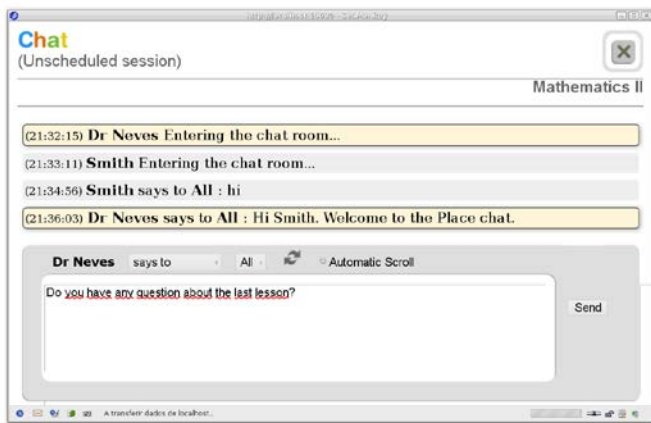 Chat
(Unscheduled session)
Mathematics II
(21:32:15) Dr Neves Entering the chat room...
(21:33:11) Smith Entering the chat room...
(21:34:56) Smith says to All : hi
(21:36:03) Dr Neves says to All : Hi Smith. Welcome to the Place chat.
Dr Neves says to All Automatic Scroll
Do you have any question about the last lesson?
Send
A transferir dados de localhost...